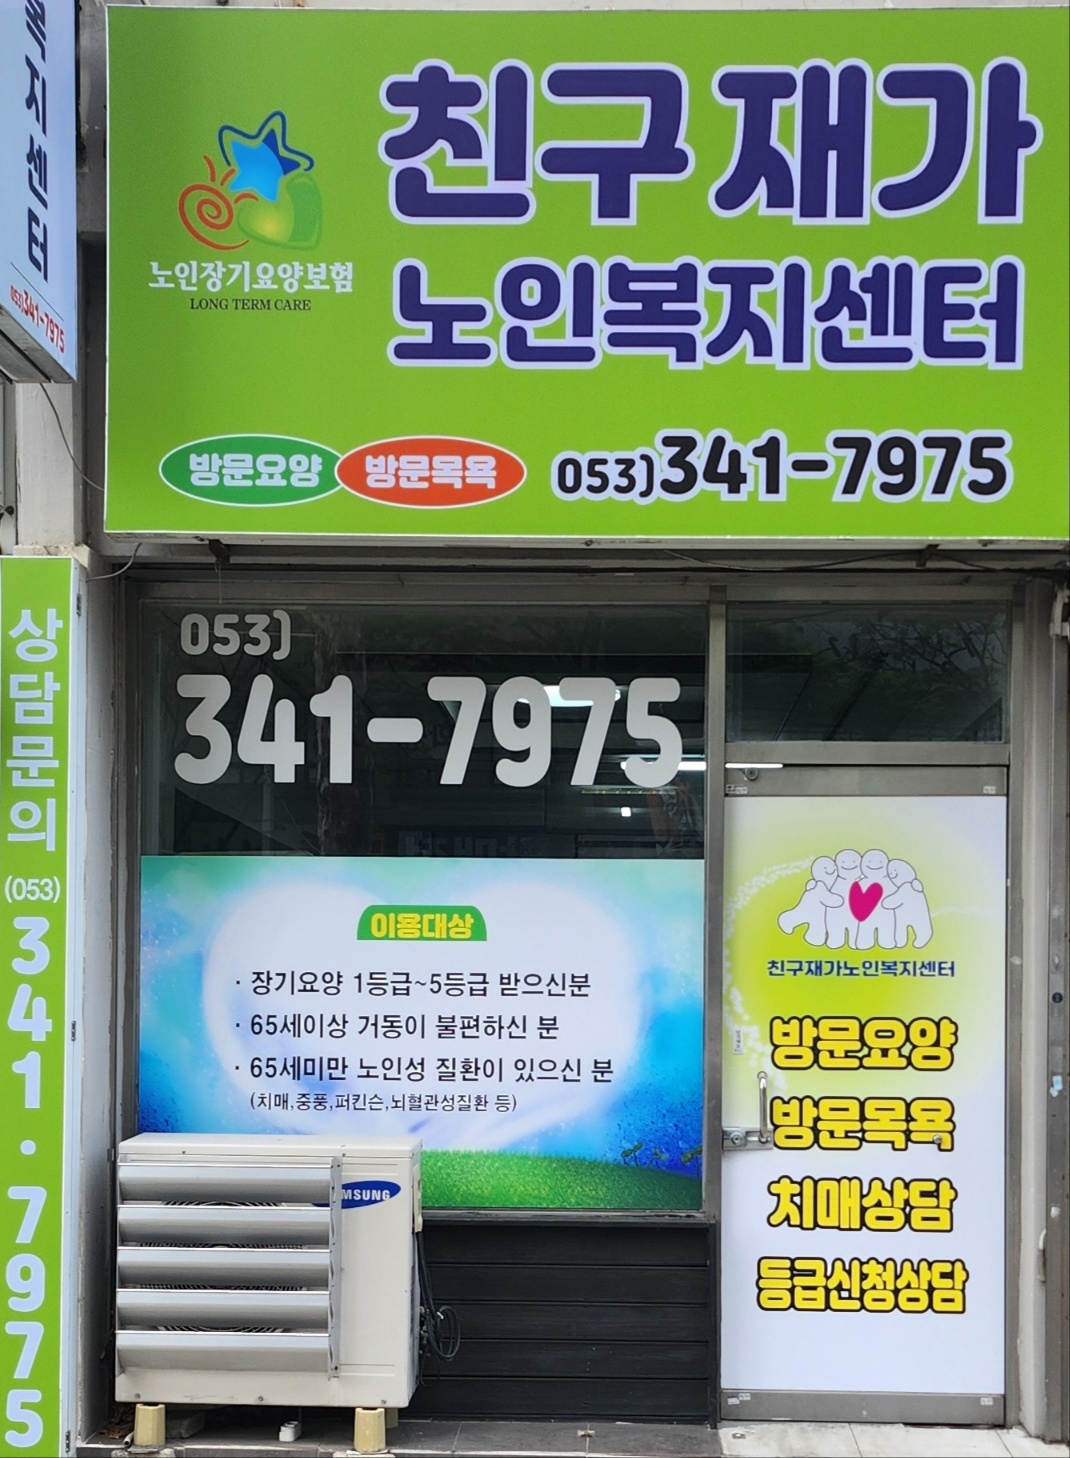 복지센터
053)341-7975
친구재가
노인복지센터
노인장기요양보험
LONG TERM CARE
방문요양 방문목욕 053)341-7975
상담문의
(053)
341·7975
053)
341-7975
이용대상
· 장기요양 1등급~5등급 받으신분
· 65세이상 거동이 불편하신 분
· 65세미만 노인성 질환이 있으신 분
(치매,중풍,퍼킨슨,뇌혈관성질환 등)
MSUNG
친구재가노인복지센터
방문요양
방문목욕
치매상담
등급신청상담